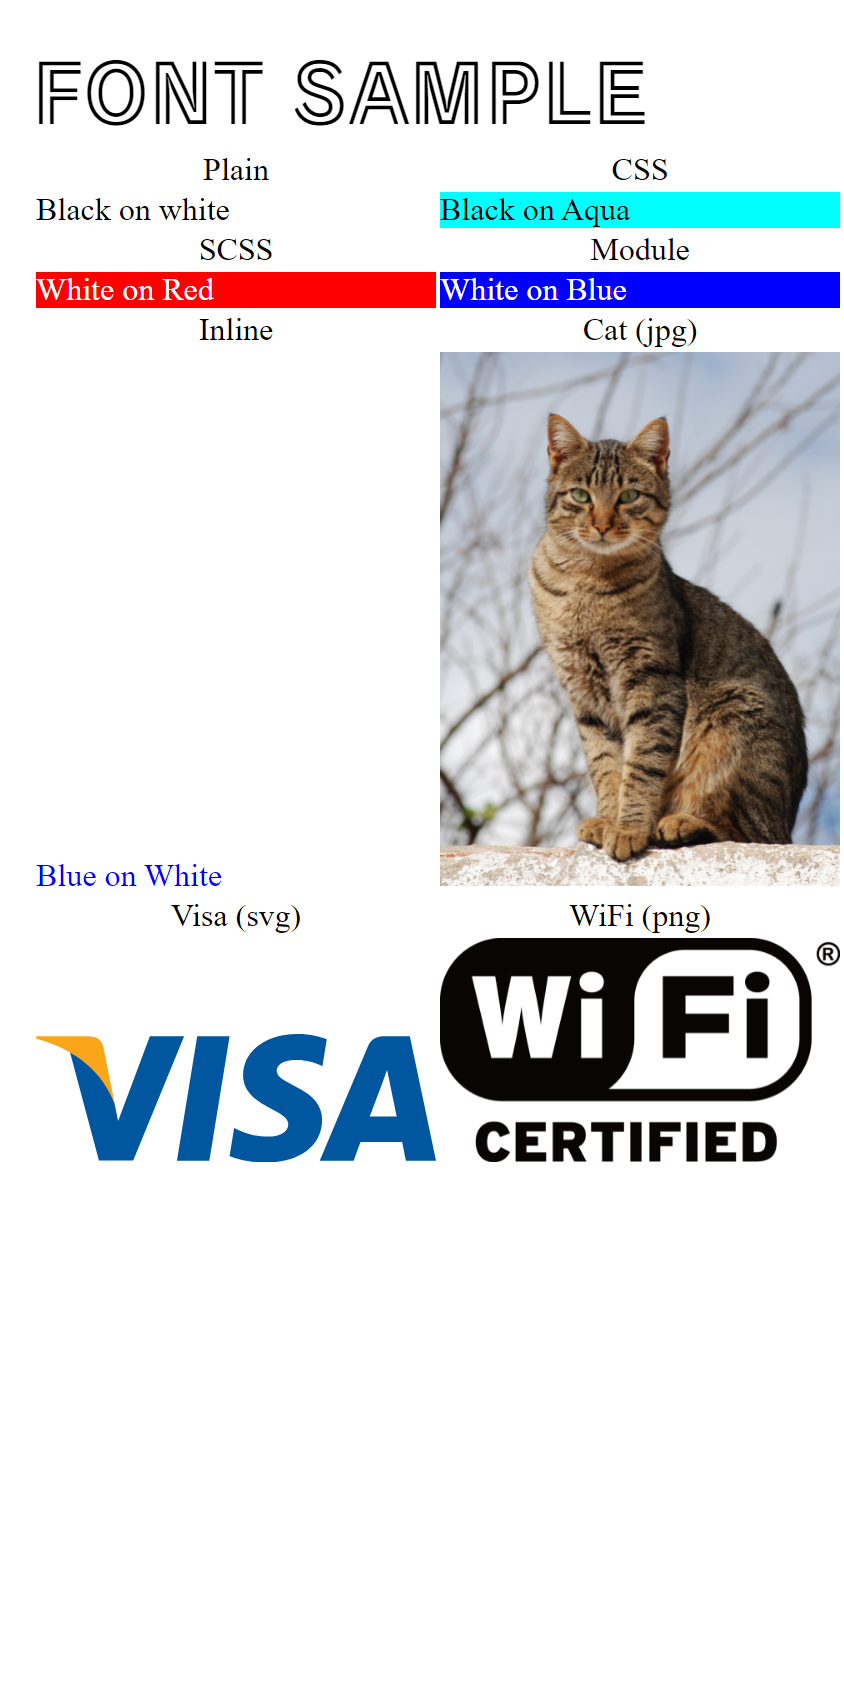 FONT SAMPLE
Plain
CSS
Black on white
Black on Aqua
SCSS
Module
White on Red
White on Blue
Inline
Cat (jpg)
Blue on White
Visa (svg)
WiFi (png)
VISA
Wi Fi ®
CERTIFIED